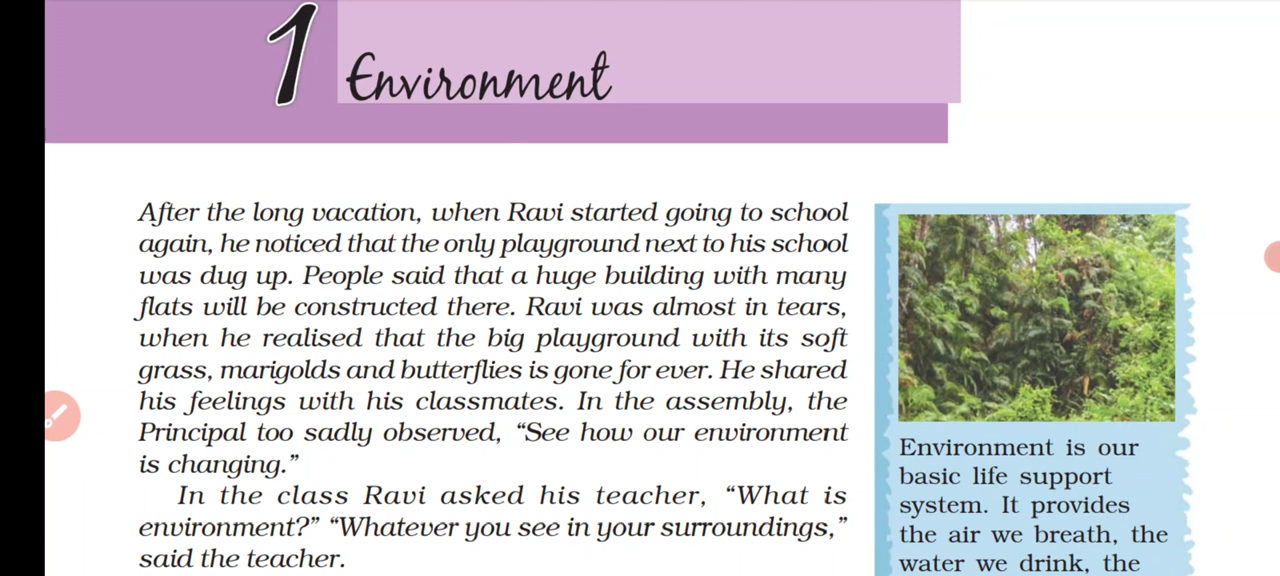 1
Environment
After the long vacation, when Ravi started going to school
again, he noticed that the only playground next to his school
was dug up. People said that a huge building with many
flats will be constructed there. Ravi was almost in tears,
when he realised that the big playground with its soft
grass, marigolds and butterflies is gone for ever. He shared
his feelings with his classmates. In the assembly, the
Principal too sadly observed, “See how our environment
is changing.”
In the class Ravi asked his teacher, “What is
environment?” “Whatever you see in your surroundings,”
said the teacher.
Environment is our
basic life support
system. It provides
the air we breath, the
water we drink, the